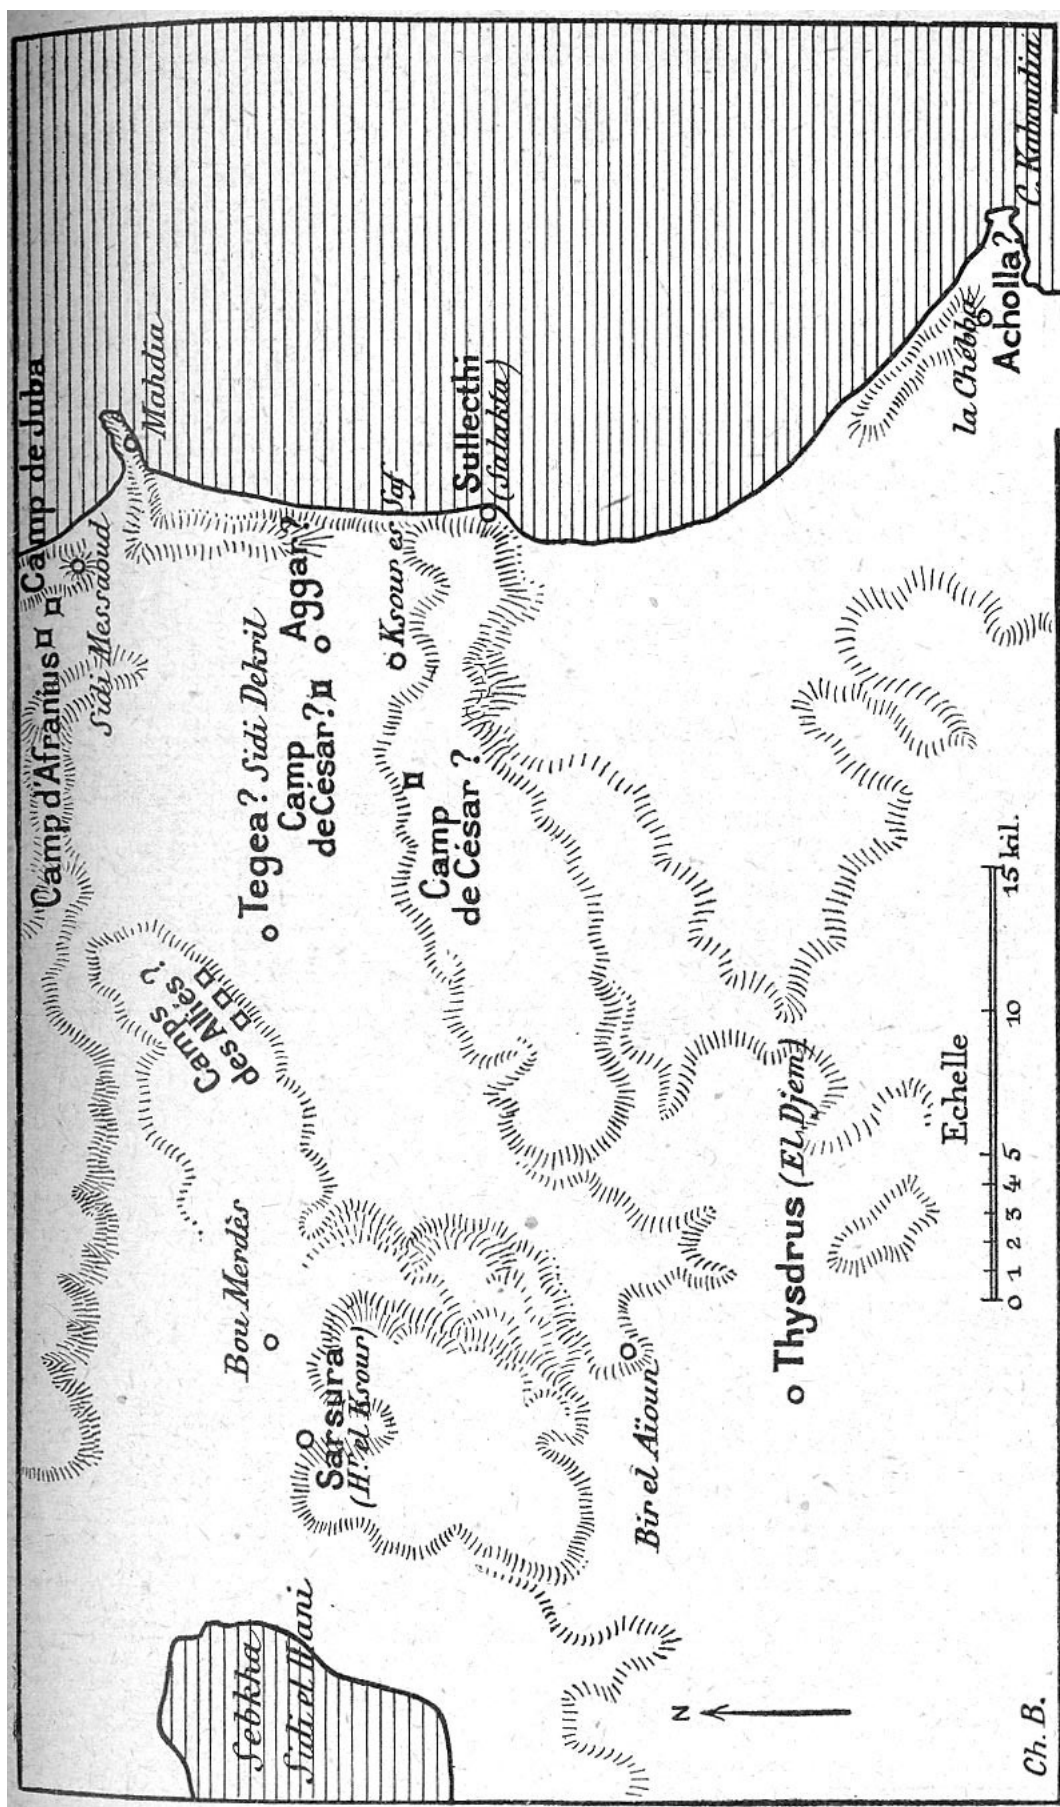 Camp d'Afranius
Camp de Juba
Sidi Messaoud
Mahdia
Camps
des Alliés ?
Bou Merdès
Tegea ? Sidi Dekril
Sebkha
Sidi el Hani
Camp
de César ?
Aggar ?
Sarsura
(H.r el Ksour)
Ksour es Saf
Camp
de César ?
Sullecthi
(Salakta)
Bir el Aïoun
N
Thysdrus (El Djem)
Echelle
la Chebba
Acholla ?
0 1 2 3 4 5 10 15 kil.
C. Kaboudia
Ch. B.